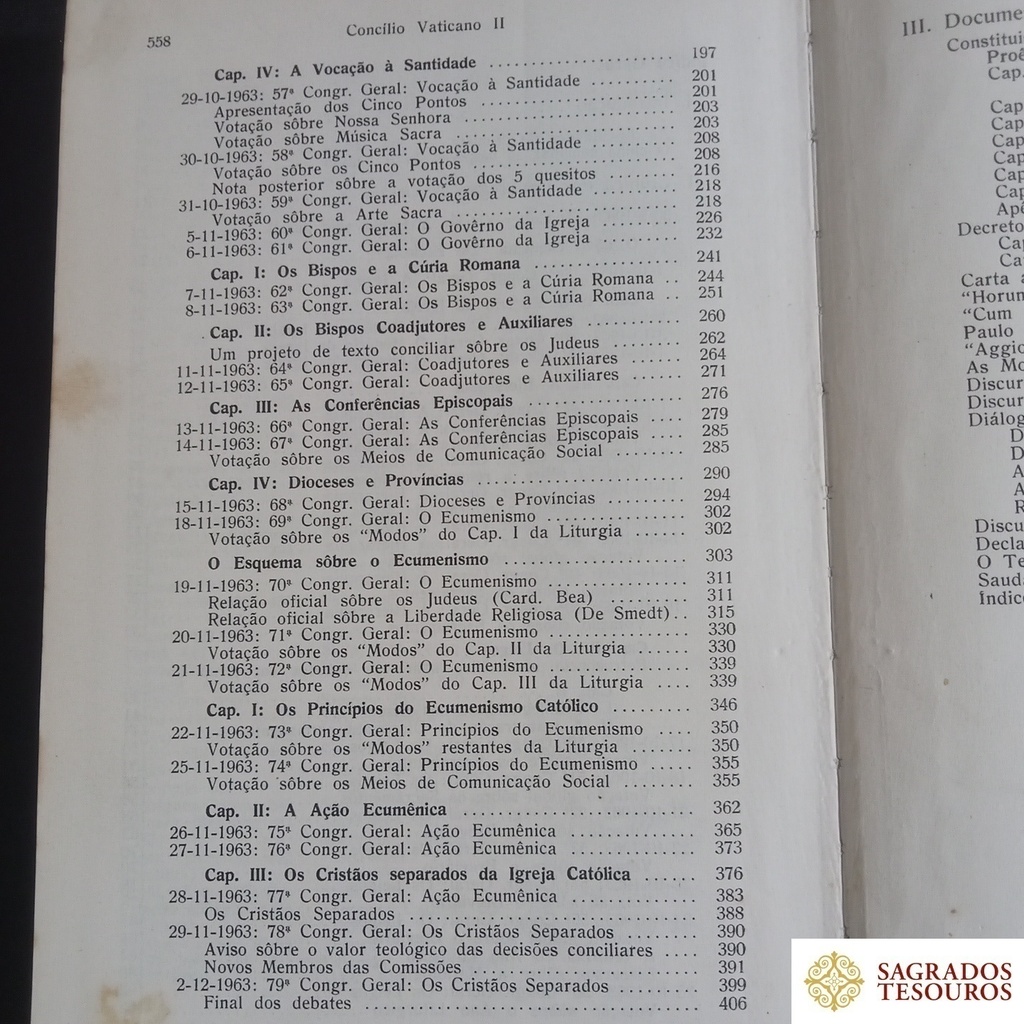 558
Concílio Vaticano II
Cap. IV: A Vocação à Santidade .................... 197
29-10-1963: 57ª Congr. Geral: Vocação à Santidade ........... 201
Apresentação dos Cinco Pontos .................... 201
Votação sôbre Nossa Senhora .................... 203
Votação sôbre Música Sacra .................... 203
30-10-1963: 58ª Congr. Geral: Vocação à Santidade ........... 208
Votação sôbre os Cinco Pontos .................... 208
Nota posterior sôbre a votação dos 5 quesitos ......... 216
31-10-1963: 59ª Congr. Geral: Vocação à Santidade .......... 218
Votação sôbre a Arte Sacra .................... 218
5-11-1963: 60ª Congr. Geral: O Govêrno da Igreja ......... 226
6-11-1963: 61ª Congr. Geral: O Govêrno da Igreja ......... 232
Cap. I: Os Bispos e a Cúria Romana ................ 241
7-11-1963: 62ª Congr. Geral: Os Bispos e a Cúria Romana .. 244
8-11-1963: 63ª Congr. Geral: Os Bispos e a Cúria Romana .. 251
Cap. II: Os Bispos Coadjutores e Auxiliares ........... 260
Um projeto de texto conciliar sôbre os Judeus ....... 262
11-11-1963: 64ª Congr. Geral: Coadjutores e Auxiliares ...... 264
12-11-1963: 65ª Congr. Geral: Coadjutores e Auxiliares ...... 271
Cap. III: As Conferências Episcopais ................. 276
13-11-1963: 66ª Congr. Geral: As Conferências Episcopais .... 279
14-11-1963: 67ª Congr. Geral: As Conferências Episcopais .... 285
Votação sôbre os Meios de Comunicação Social ........ 285
Cap. IV: Dioceses e Províncias ...................... 290
15-11-1963: 68ª Congr. Geral: Dioceses e Províncias ......... 294
18-11-1963: 69ª Congr. Geral: O Ecumenismo ................ 302
Votação sôbre os "Modos" do Cap. I da Liturgia ...... 302
O Esquema sôbre o Ecumenismo .................... 303
19-11-1963: 70ª Congr. Geral: O Ecumenismo ................ 311
Relação oficial sôbre os Judeus (Card. Bea) ......... 311
Relação oficial sôbre a Liberdade Religiosa (De Smedt).. 315
20-11-1963: 71ª Congr. Geral: O Ecumenismo ................ 330
Votação sôbre os "Modos" do Cap. II da Liturgia ...... 330
21-11-1963: 72ª Congr. Geral: O Ecumenismo ................ 339
Votação sôbre os "Modos" do Cap. III da Liturgia .... 339
Cap. I: Os Princípios do Ecumenismo Católico ......... 346
22-11-1963: 73ª Congr. Geral: Princípios do Ecumenismo .... 350
Votação sôbre os "Modos" restantes da Liturgia ....... 350
25-11-1963: 74ª Congr. Geral: Princípios do Ecumenismo ..... 355
Votação sôbre os Meios de Comunicação Social ........ 355
Cap. II: A Ação Ecumênica ......................... 362
26-11-1963: 75ª Congr. Geral: Ação Ecumênica .............. 365
27-11-1963: 76ª Congr. Geral: Ação Ecumênica .............. 373
Cap. III: Os Cristãos separados da Igreja Católica ...... 376
28-11-1963: 77ª Congr. Geral: Ação Ecumênica .............. 383
Os Cristãos Separados ............................ 388
29-11-1963: 78ª Congr. Geral: Os Cristãos Separados ........ 390
Aviso sôbre o valor teológico das decisões conciliares .... 390
Novos Membros das Comissões ...................... 391
2-12-1963: 79ª Congr. Geral: Os Cristãos Separados ......... 399
Final dos debates ................................. 406
III. Docume
Constitui
Proê
Cap.
Cap
Cap
Cap
Cap
Cap
Cap
Apê
Decreto
Ca
Ca
Carta a
"Horum
"Cum
Paulo
"Aggio
As Mo
Discur
Discur
Diálog
D
D
A
A
R
Discu
Decla
O Te
Sauda
Índice
SAGRADOS
TESOUROS